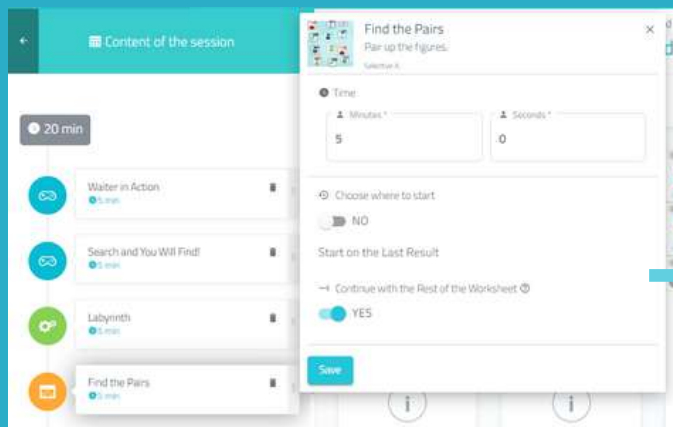 Content of the session
20 min
Waiter in Action
5 min
Search and You Will Find!
5 min
Labyrinth
5 min
Find the Pairs
5 min
Find the Pairs
Pair up the figures.
Time
Minutes *
5
Seconds *
0
Choose where to start
NO
Start on the Last Result
Continue with the Rest of the Worksheet
YES
Save